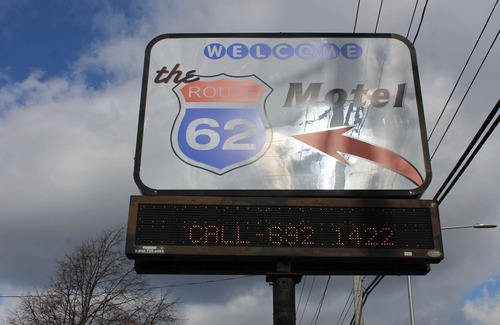 WELCOME
the
ROUTE
62
Motel
CALL-692 1422